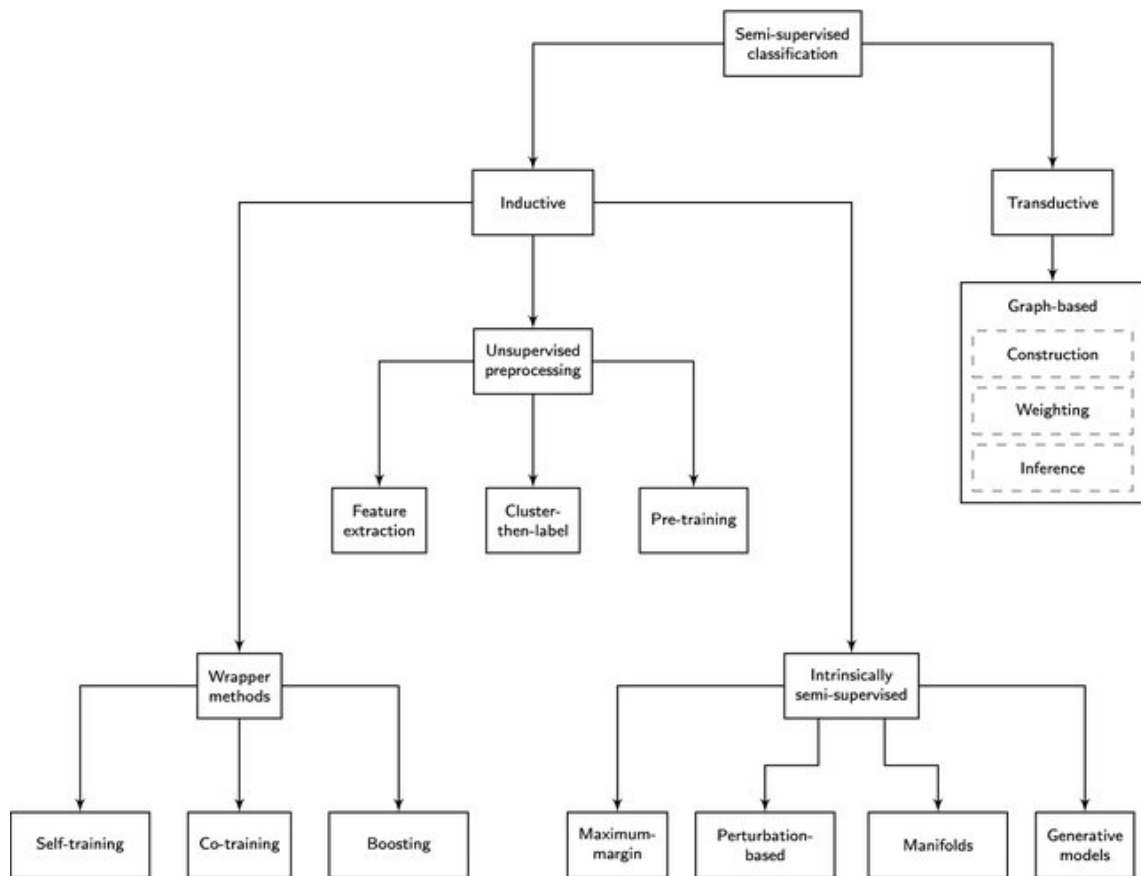 Semi-supervised
classification
Inductive
Transductive
Graph-based
Construction
Weighting
Inference
Unsupervised
preprocessing
Feature
extraction
Cluster-
then-label
Pre-training
Wrapper
methods
Intrinsically
semi-supervised
Self-training
Co-training
Boosting
Maximum-
margin
Perturbation-
based
Manifolds
Generative
models